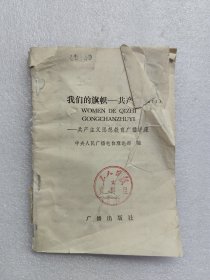 我们的旗帜——共产
WOMEN DE QIZHI
GONGCHANZHUYI
——共产主义思想教育广播讲座
中央人民广播电台理论部 编
广播出版社